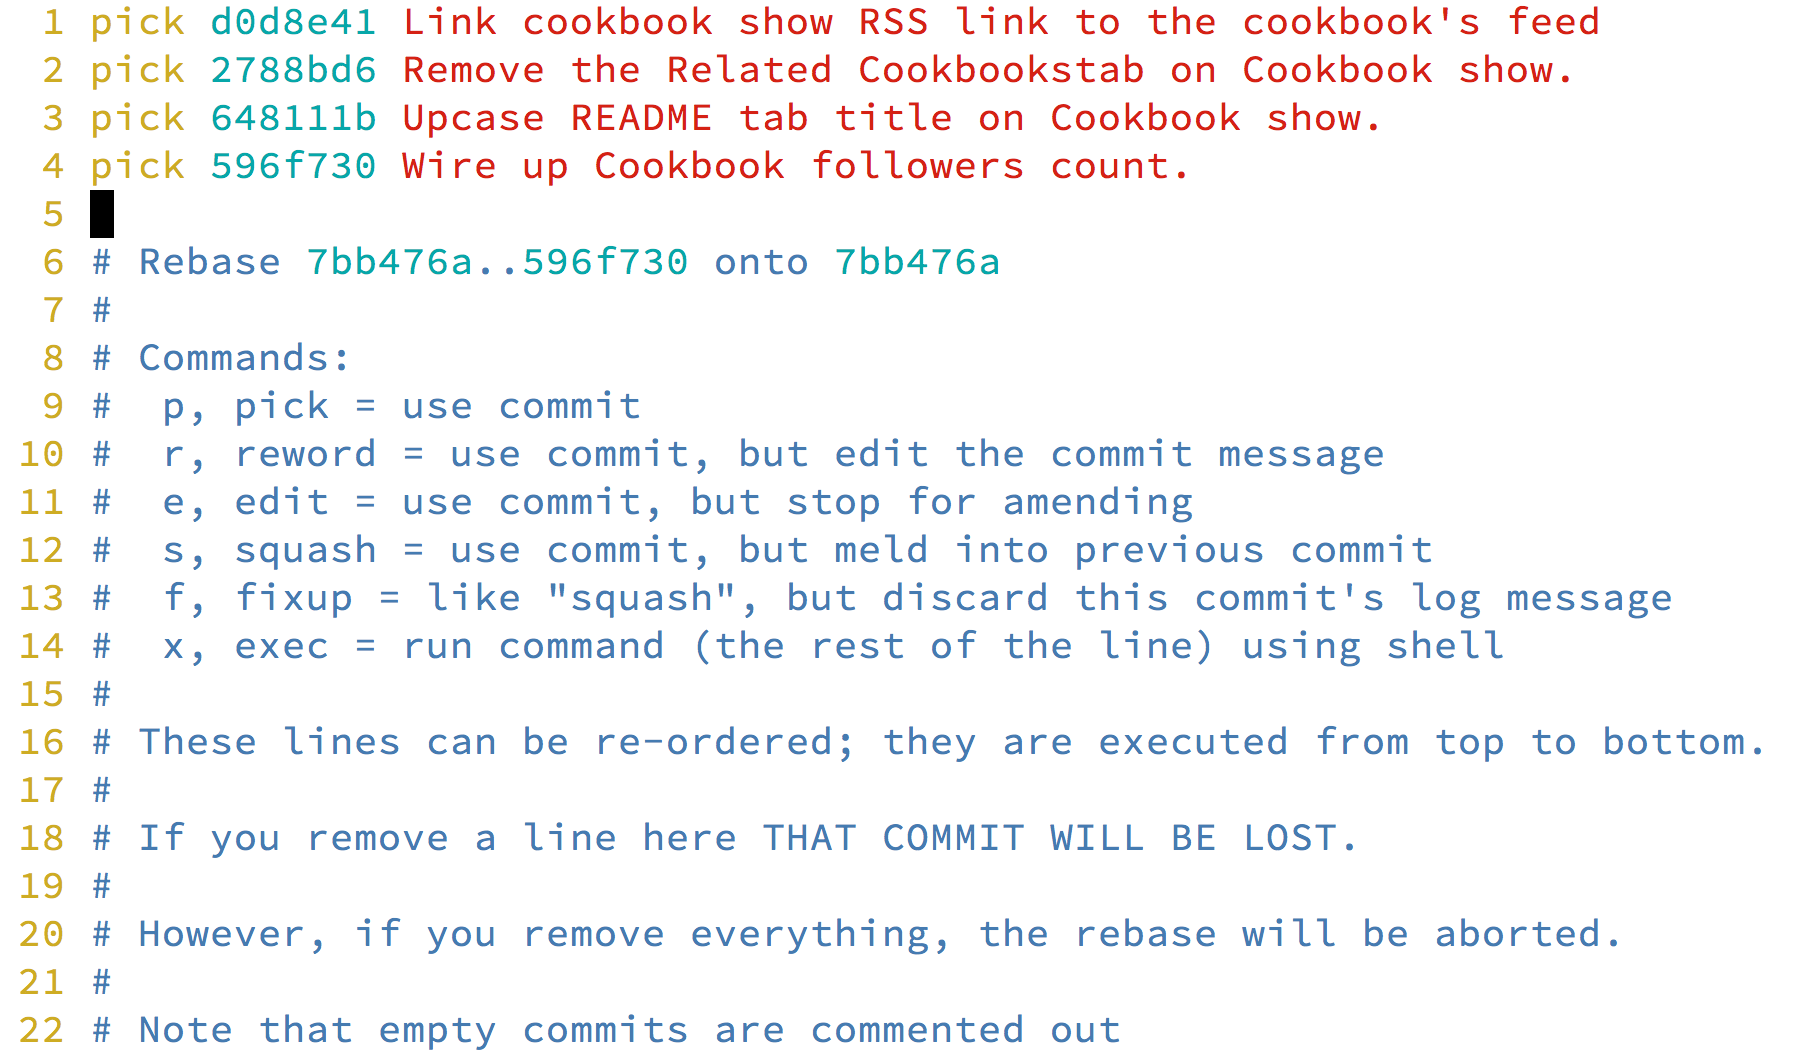 1 pick d0d8e41 Link cookbook show RSS link to the cookbook's feed
2 pick 2788bd6 Remove the Related Cookbookstab on Cookbook show.
3 pick 648111b Upcase README tab title on Cookbook show.
4 pick 596f730 Wire up Cookbook followers count.
5
6 # Rebase 7bb476a..596f730 onto 7bb476a
7 #
8 # Commands:
9 #  p, pick = use commit
10 #  r, reword = use commit, but edit the commit message
11 #  e, edit = use commit, but stop for amending
12 #  s, squash = use commit, but meld into previous commit
13 #  f, fixup = like "squash", but discard this commit's log message
14 #  x, exec = run command (the rest of the line) using shell
15 #
16 # These lines can be re-ordered; they are executed from top to bottom.
17 #
18 # If you remove a line here THAT COMMIT WILL BE LOST.
19 #
20 # However, if you remove everything, the rebase will be aborted.
21 #
22 # Note that empty commits are commented out